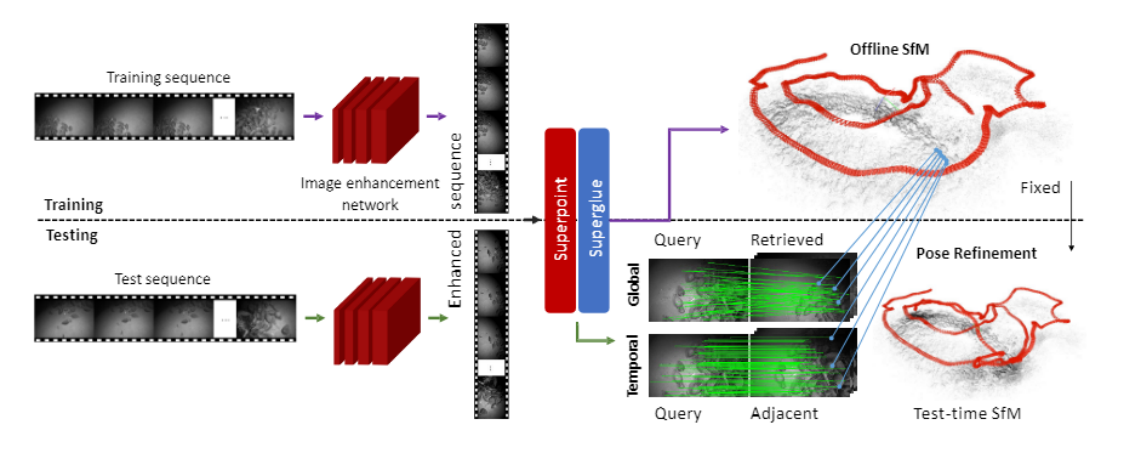 Offline SfM
Training sequence
Image enhancement
network
sequence
Enhanced
Training
Testing
Superpoint
Superglue
Fixed
Query
Retrieved
Pose Refinement
Test sequence
Global
Temporal
Query
Adjacent
Test-time SfM